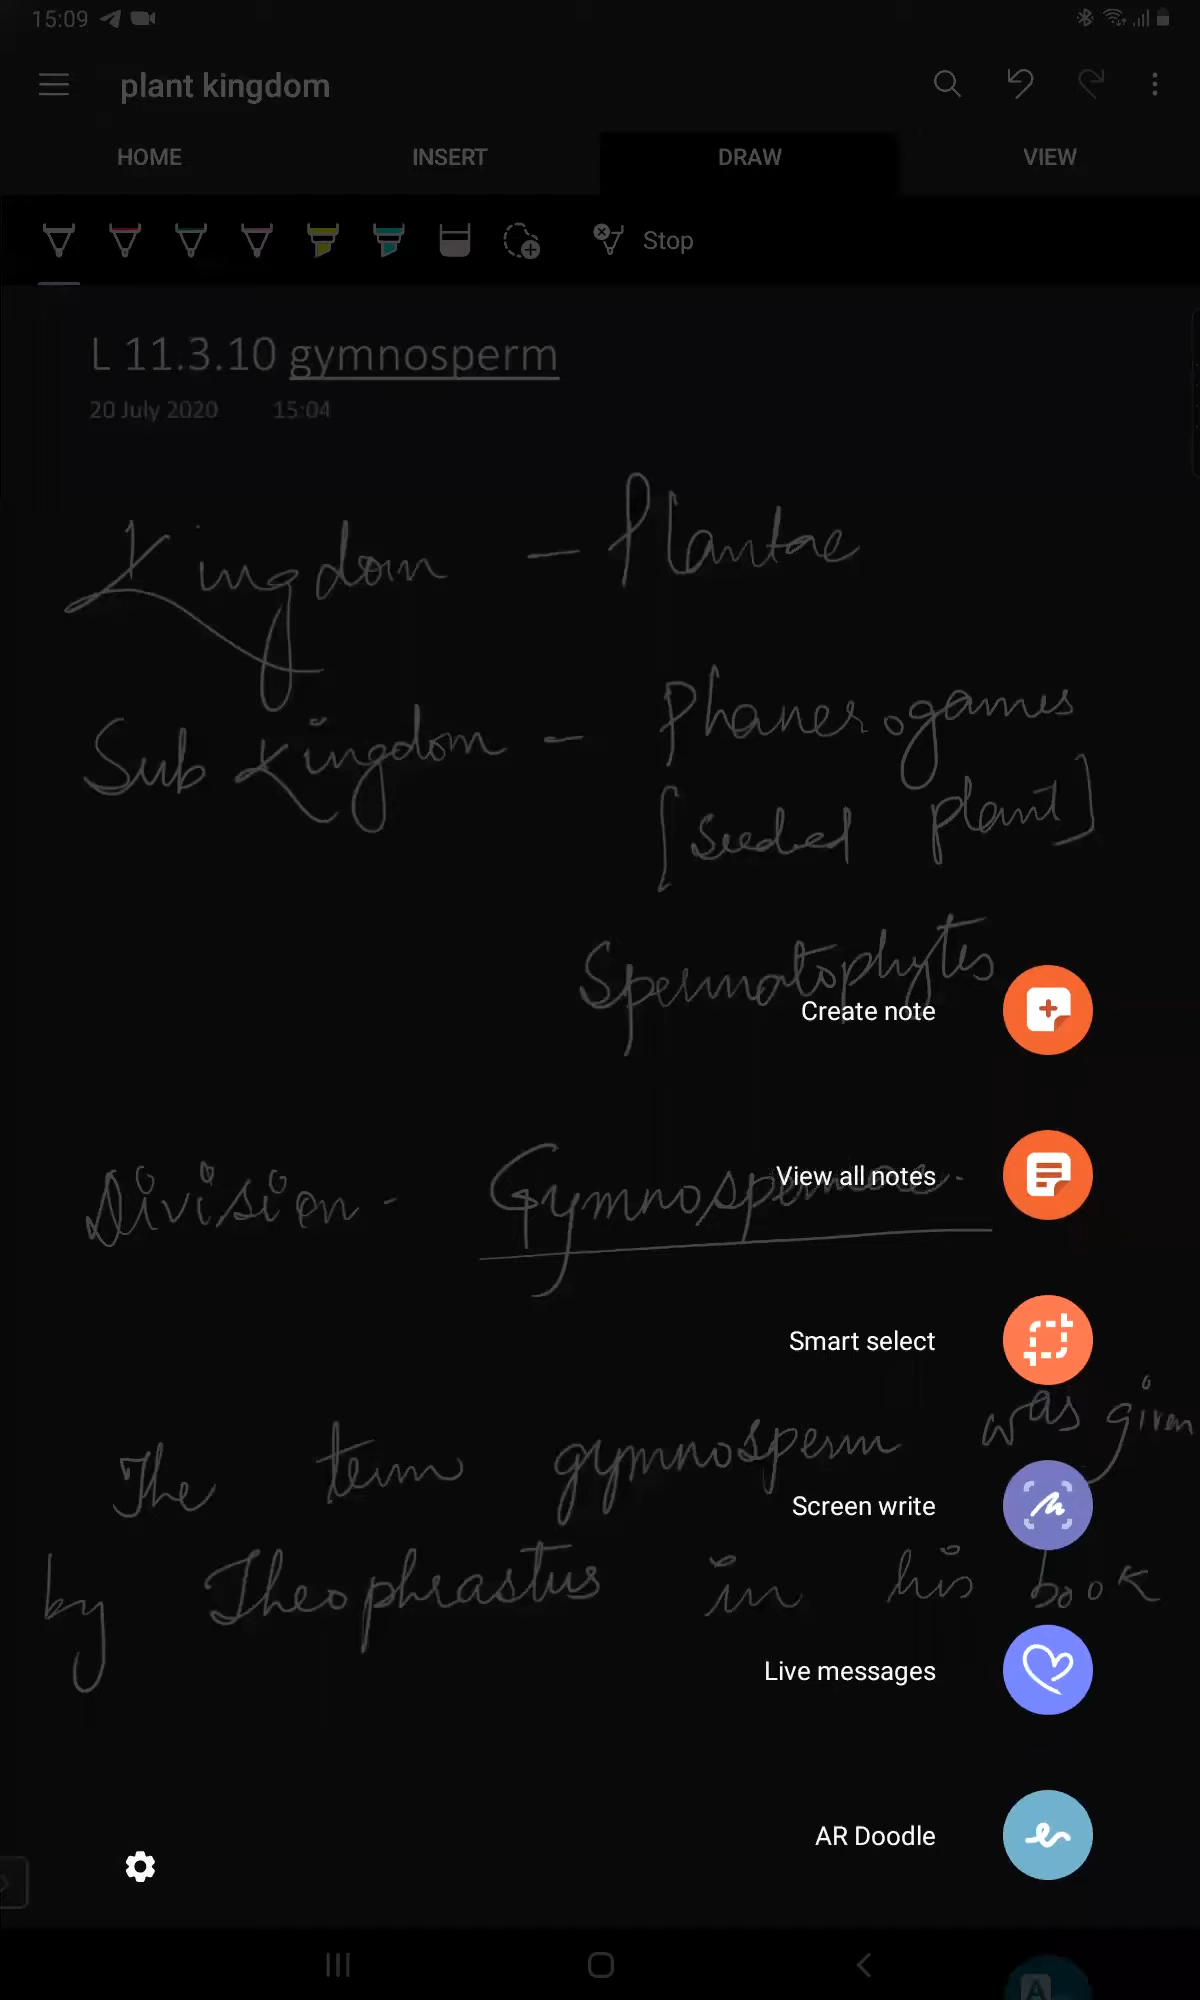 15:09
plant kingdom
HOME INSERT DRAW VIEW
Stop
L 11.3.10 gymnosperm
20 July 2020 15:04
Kingdom - Plantae
Sub Kingdom - Phanerogames
[seeded plant]
Spermatophytes
Create note
Division - Gymnospermae.
View all notes
Smart select
The term gymnosperm was given
Screen write
by Theophrastus in his book
Live messages
AR Doodle
A